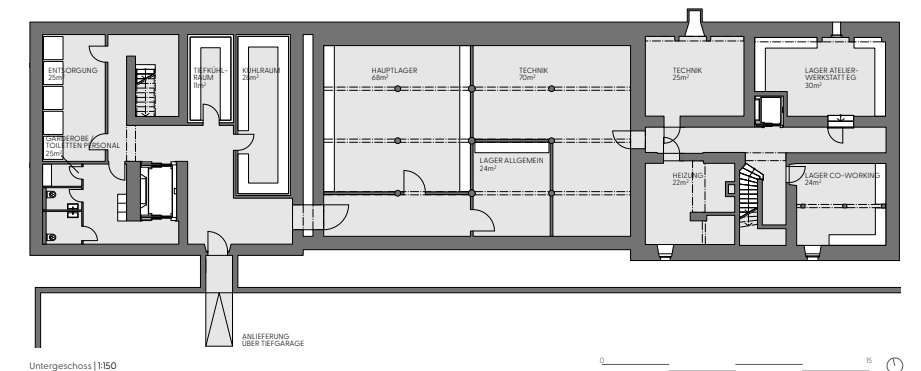 ENTSORGUNG
25m²
TIEFKÜHL-
RAUM
11m²
KÜHLRAUM
28m²
HAUPTLAGER
68m²
TECHNIK
70m²
TECHNIK
25m²
LAGER ATELIER-
WERKSTATT EG
30m²
GARDEROBE /
TOILETTEN PERSONAL
25m²
LAGER ALLGEMEIN
24m²
HEIZUNG
22m²
LAGER CO-WORKING
24m²
ANLIEFERUNG
ÜBER TIEFGARAGE
Untergeschoss | 1:150
0
15